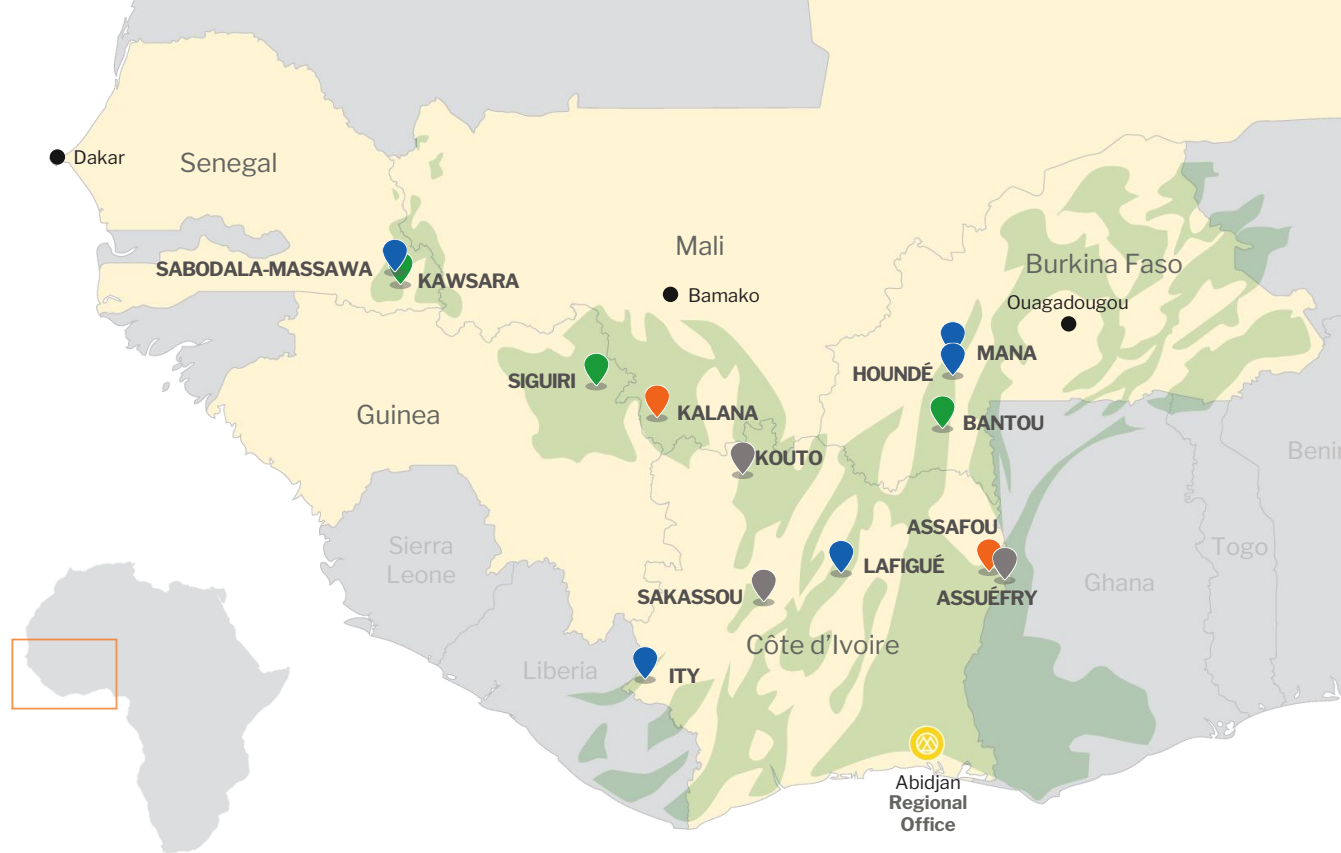 Dakar
Senegal
SABODALA-MASSAWA
KAWSARA
Mali
Bamako
Burkina Faso
Ouagadougou
MANA
HOUNDÉ
SIGUIRI
KALANA
Guinea
BANTOU
KOUTO
Benin
ASSAFOU
Sierra
Leone
LAFIGUÉ
Togo
Ghana
SAKASSOU
ASSUÉFRY
Côte d'Ivoire
Liberia
ITY
Abidjan
Regional
Office